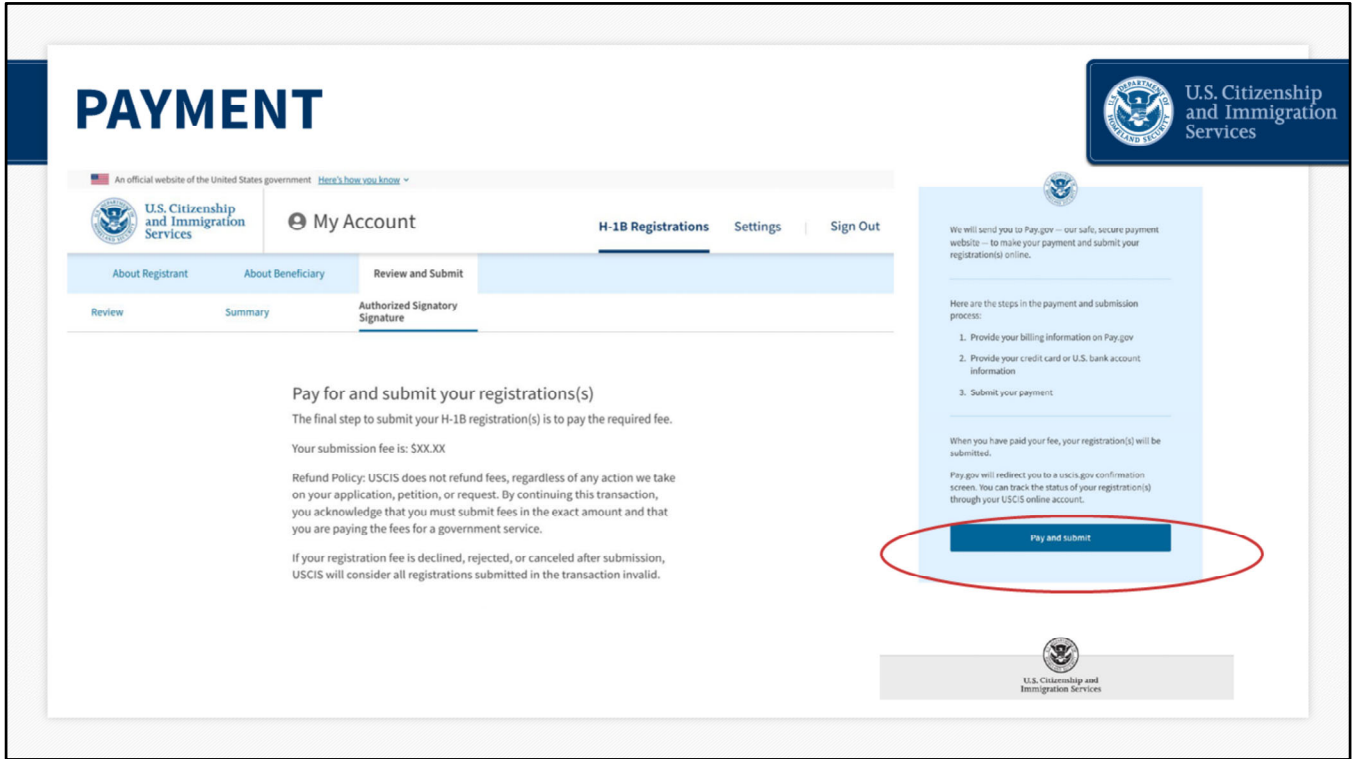 PAYMENT
U.S. Citizenship
and Immigration
Services
An official website of the United States government Here's how you know
U.S. Citizenship
and Immigration
Services
My Account
H-1B Registrations
Settings
Sign Out
About Registrant
About Beneficiary
Review and Submit
Review
Summary
Authorized Signatory
Signature
Pay for and submit your registrations(s)
The final step to submit your H-1B registration(s) is to pay the required fee.
Your submission fee is: $XX.XX
Refund Policy: USCIS does not refund fees, regardless of any action we take
on your application, petition, or request. By continuing this transaction,
you acknowledge that you must submit fees in the exact amount and that
you are paying the fees for a government service.
If your registration fee is declined, rejected, or canceled after submission,
USCIS will consider all registrations submitted in the transaction invalid.
We will send you to Pay.gov — our safe, secure payment
website — to make your payment and submit your
registration(s) online.
Here are the steps in the payment and submission
process:
1. Provide your billing information on Pay.gov
2. Provide your credit card or U.S. bank account
information
3. Submit your payment
When you have paid your fee, your registration(s) will be
submitted.
Pay.gov will redirect you to a uscis.gov confirmation
screen. You can track the status of your registration(s)
through your USCIS online account.
Pay and submit
U.S. Citizenship and
Immigration Services